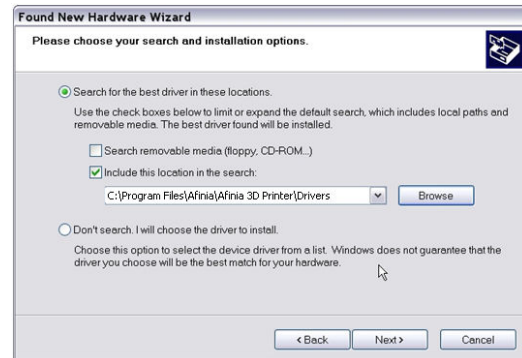 Found New Hardware Wizard
Please choose your search and installation options.
Search for the best driver in these locations.
Use the check boxes below to limit or expand the default search, which includes local paths and
removable media. The best driver found will be installed.
Search removable media (floppy, CD-ROM...)
Include this location in the search:
C:\Program Files\Afinia\Afinia 3D Printer\Drivers
Browse
Don't search. I will choose the driver to install.
Choose this option to select the device driver from a list. Windows does not guarantee that the
driver you choose will be the best match for your hardware.
< Back Next > Cancel